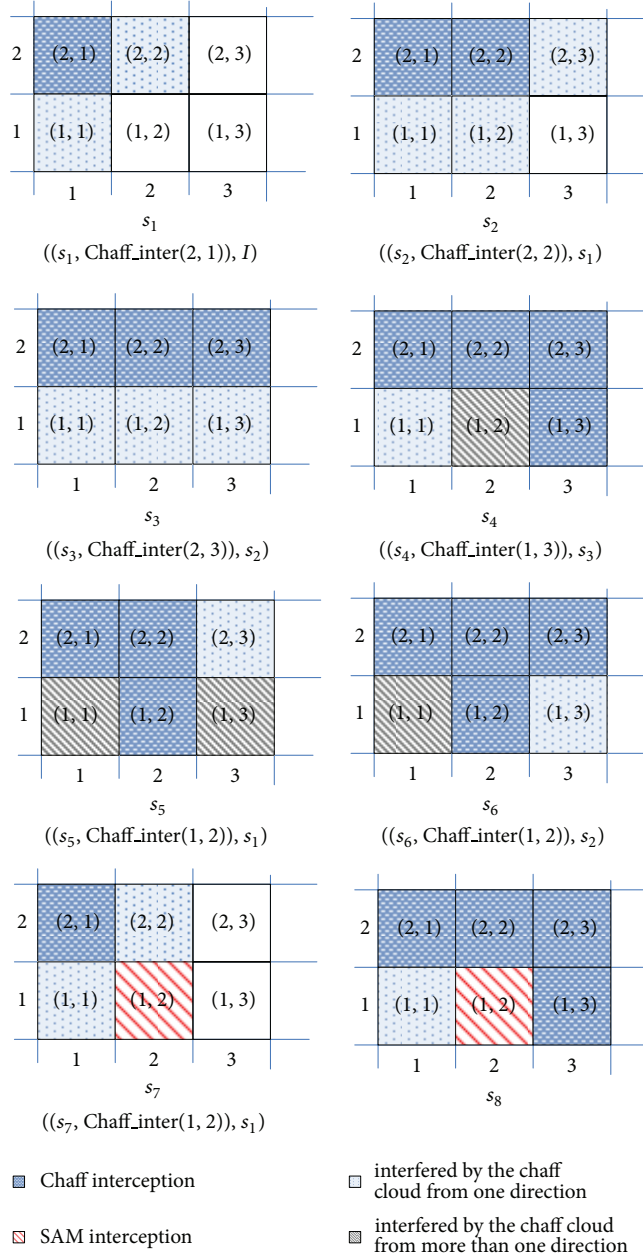 2 (2, 1) (2, 2) (2, 3)
1 (1, 1) (1, 2) (1, 3)
1 2 3
s1
((s1, Chaff_inter(2, 1)), I)
2 (2, 1) (2, 2) (2, 3)
1 (1, 1) (1, 2) (1, 3)
1 2 3
s2
((s2, Chaff_inter(2, 2)), s1)
2 (2, 1) (2, 2) (2, 3)
1 (1, 1) (1, 2) (1, 3)
1 2 3
s3
((s3, Chaff_inter(2, 3)), s2)
2 (2, 1) (2, 2) (2, 3)
1 (1, 1) (1, 2) (1, 3)
1 2 3
s4
((s4, Chaff_inter(1, 3)), s3)
2 (2, 1) (2, 2) (2, 3)
1 (1, 1) (1, 2) (1, 3)
1 2 3
s5
((s5, Chaff_inter(1, 2)), s1)
2 (2, 1) (2, 2) (2, 3)
1 (1, 1) (1, 2) (1, 3)
1 2 3
s6
((s6, Chaff_inter(1, 2)), s2)
2 (2, 1) (2, 2) (2, 3)
1 (1, 1) (1, 2) (1, 3)
1 2 3
s7
((s7, Chaff_inter(1, 2)), s1)
2 (2, 1) (2, 2) (2, 3)
1 (1, 1) (1, 2) (1, 3)
1 2 3
s8
Chaff interception
SAM interception
interfered by the chaff
cloud from one direction
interfered by the chaff cloud
from more than one direction